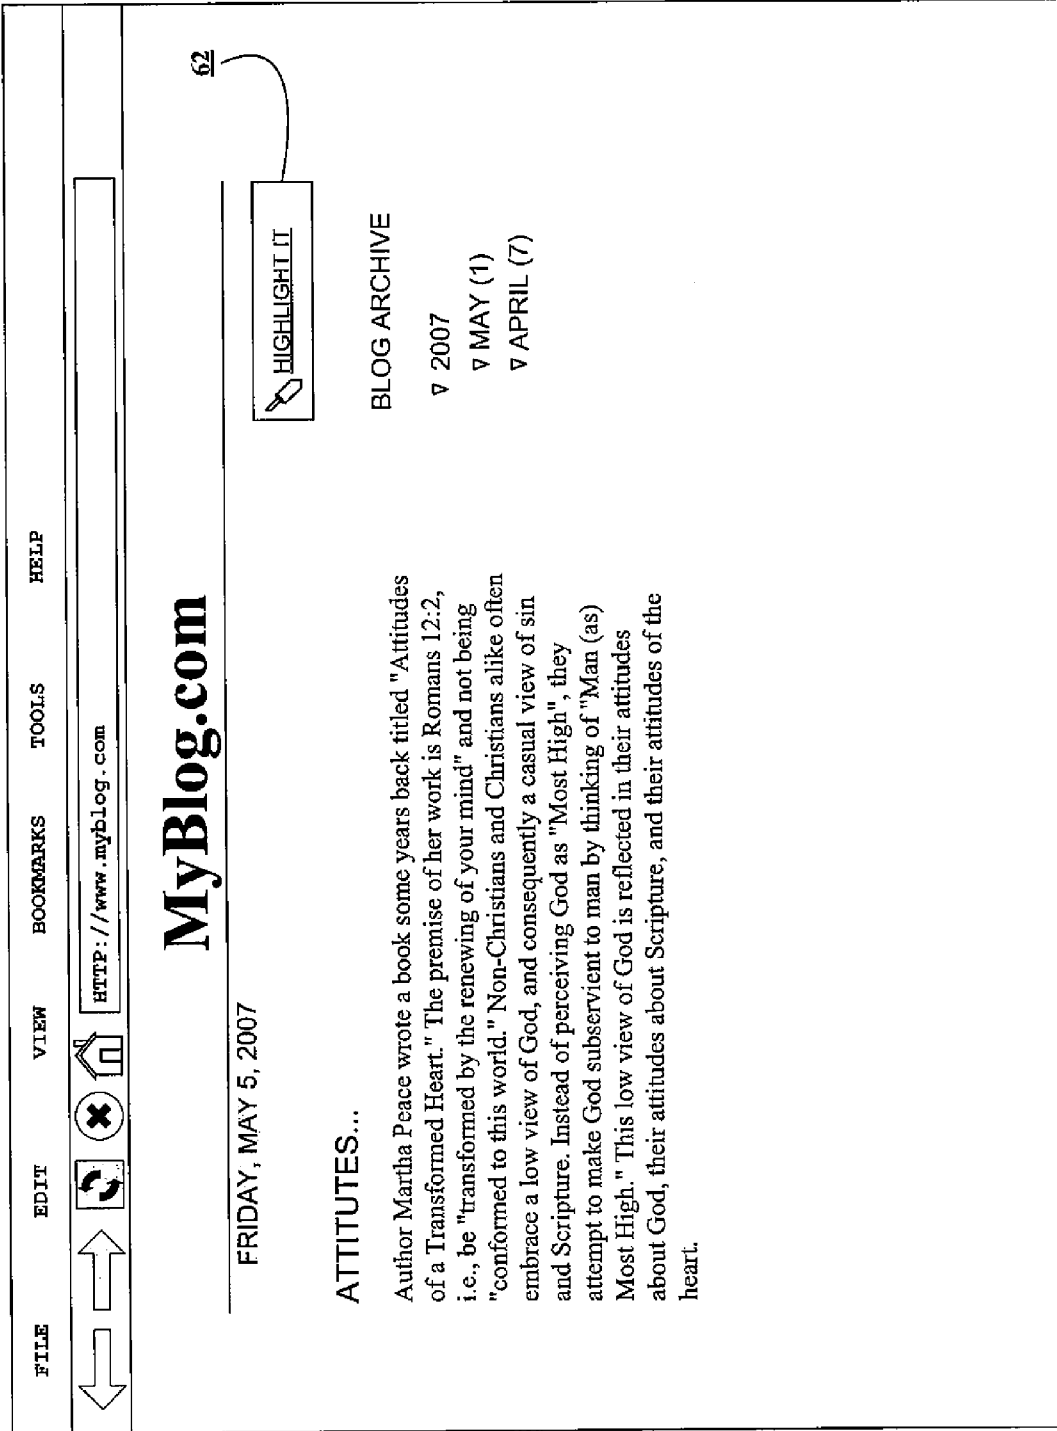 FILE EDIT VIEW BOOKMARKS TOOLS HELP
HTTP://www.myblog.com
MyBlog.com
62
FRIDAY, MAY 5, 2007
HIGHLIGHT IT
ATTITUTES...
Author Martha Peace wrote a book some years back titled "Attitudes
of a Transformed Heart." The premise of her work is Romans 12:2,
i.e., be "transformed by the renewing of your mind" and not being
"conformed to this world." Non-Christians and Christians alike often
embrace a low view of God, and consequently a casual view of sin
and Scripture. Instead of perceiving God as "Most High", they
attempt to make God subservient to man by thinking of "Man (as)
Most High." This low view of God is reflected in their attitudes
about God, their attitudes about Scripture, and their attitudes of the
heart.
BLOG ARCHIVE
∇ 2007
∇ MAY (1)
∇ APRIL (7)